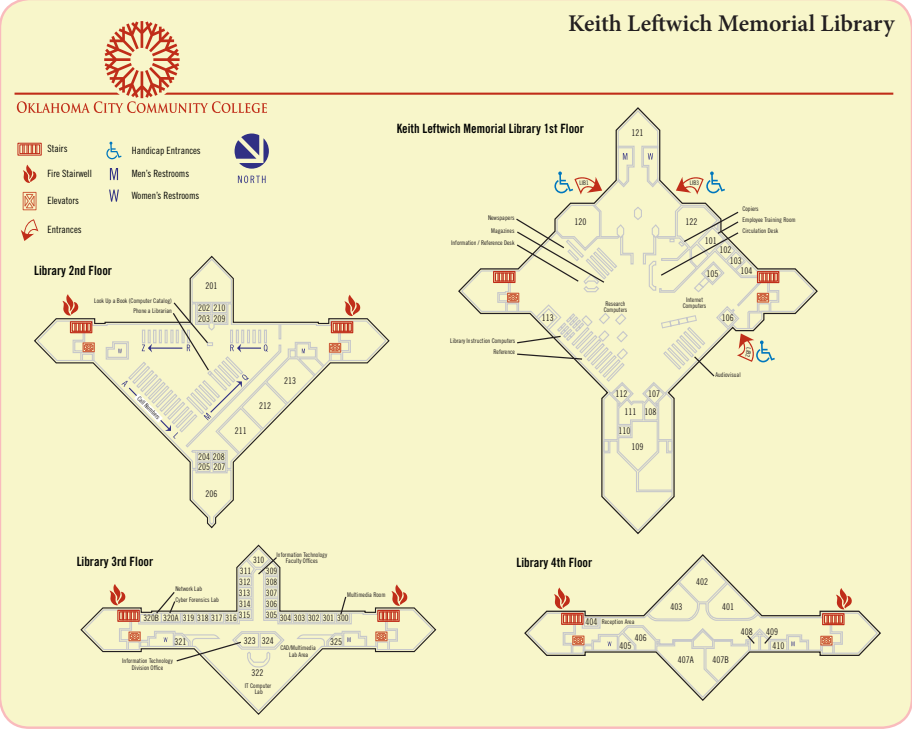 Keith Leftwich Memorial Library
OKLAHOMA CITY COMMUNITY COLLEGE
Stairs
Fire Stairwell
Elevators
Entrances
Handicap Entrances
M Men's Restrooms
W Women's Restrooms
NORTH
Keith Leftwich Memorial Library 1st Floor
121
M W
LIB1
LIB3
120
122
Newspapers
Magazines
Information / Reference Desk
Copiers
Employee Training Room
Circulation Desk
101
102
103
104
105
106
Research
Computers
Internet
Computers
113
Library Instruction Computers
Reference
Audiovisual
112
107
111
108
110
109
Library 2nd Floor
201
202 210
203 209
Look Up a Book (Computer Catalog)
Phone a Librarian
W
Z R
R Q
M
A
Call Numbers
L
M
Q
213
212
211
204 208
205 207
206
Library 3rd Floor
310
Information Technology
Faculty Offices
311 309
312 308
313 307
314 306
315 305
Network Lab
Cyber Forensics Lab
Multimedia Room
320B 320A 319 318 317 316
304 303 302 301 300
W 321
323 324
325 M
CAD/Multimedia
Lab Area
Information Technology
Division Office
322
IT Computer
Lab
Library 4th Floor
402
403
401
404 Reception Area
W
405
406
408
409
410
M
407A
407B